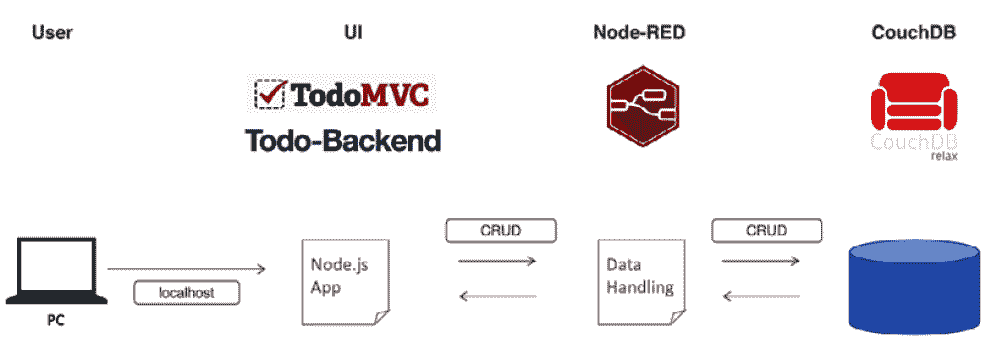 User
UI
Node-RED
CouchDB
TodoMVC
Todo-Backend
CouchDB
relax
CRUD
CRUD
Node.js
App
Data
Handling
localhost
PC